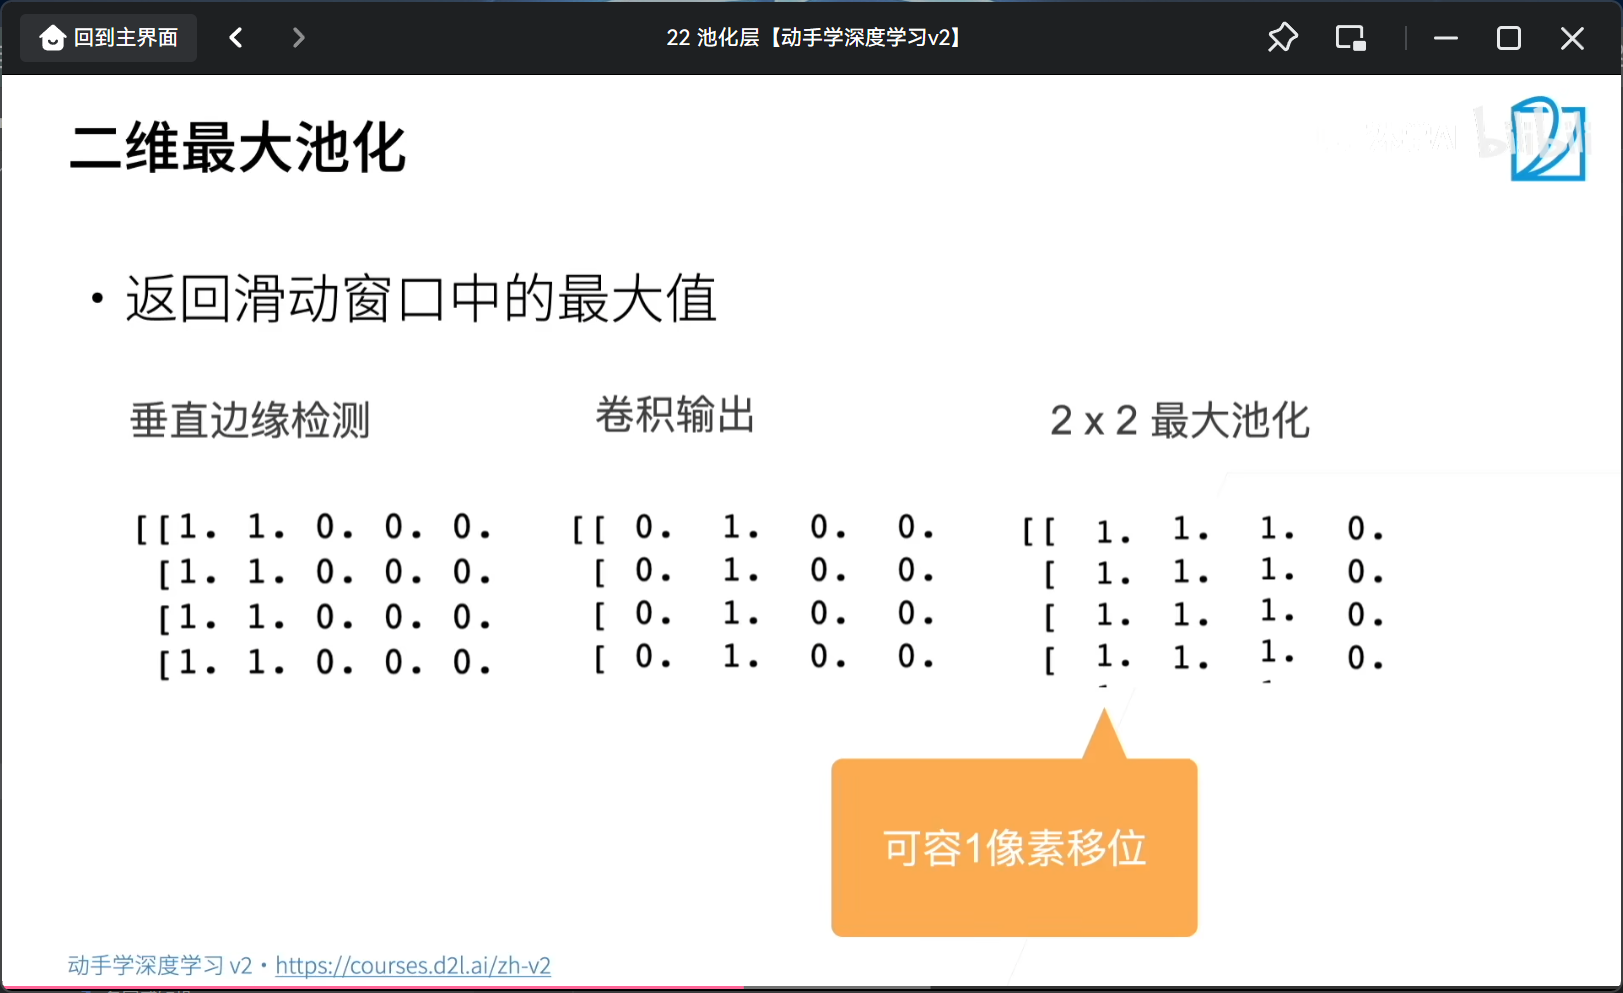 回到主界面
22 池化层【动手学深度学习v2】
bilibili
二维最大池化
• 返回滑动窗口中的最大值
垂直边缘检测
卷积输出
2 x 2 最大池化
[[1. 1. 0. 0. 0.
[1. 1. 0. 0. 0.
[1. 1. 0. 0. 0.
[1. 1. 0. 0. 0.
[[ 0. 1. 0. 0.
[ 0. 1. 0. 0.
[ 0. 1. 0. 0.
[ 0. 1. 0. 0.
[[ 1. 1. 1. 0.
[ 1. 1. 1. 0.
[ 1. 1. 1. 0.
[ 1. 1. 1. 0.
可容1像素移位
动手学深度学习 v2 • https://courses.d2l.ai/zh-v2